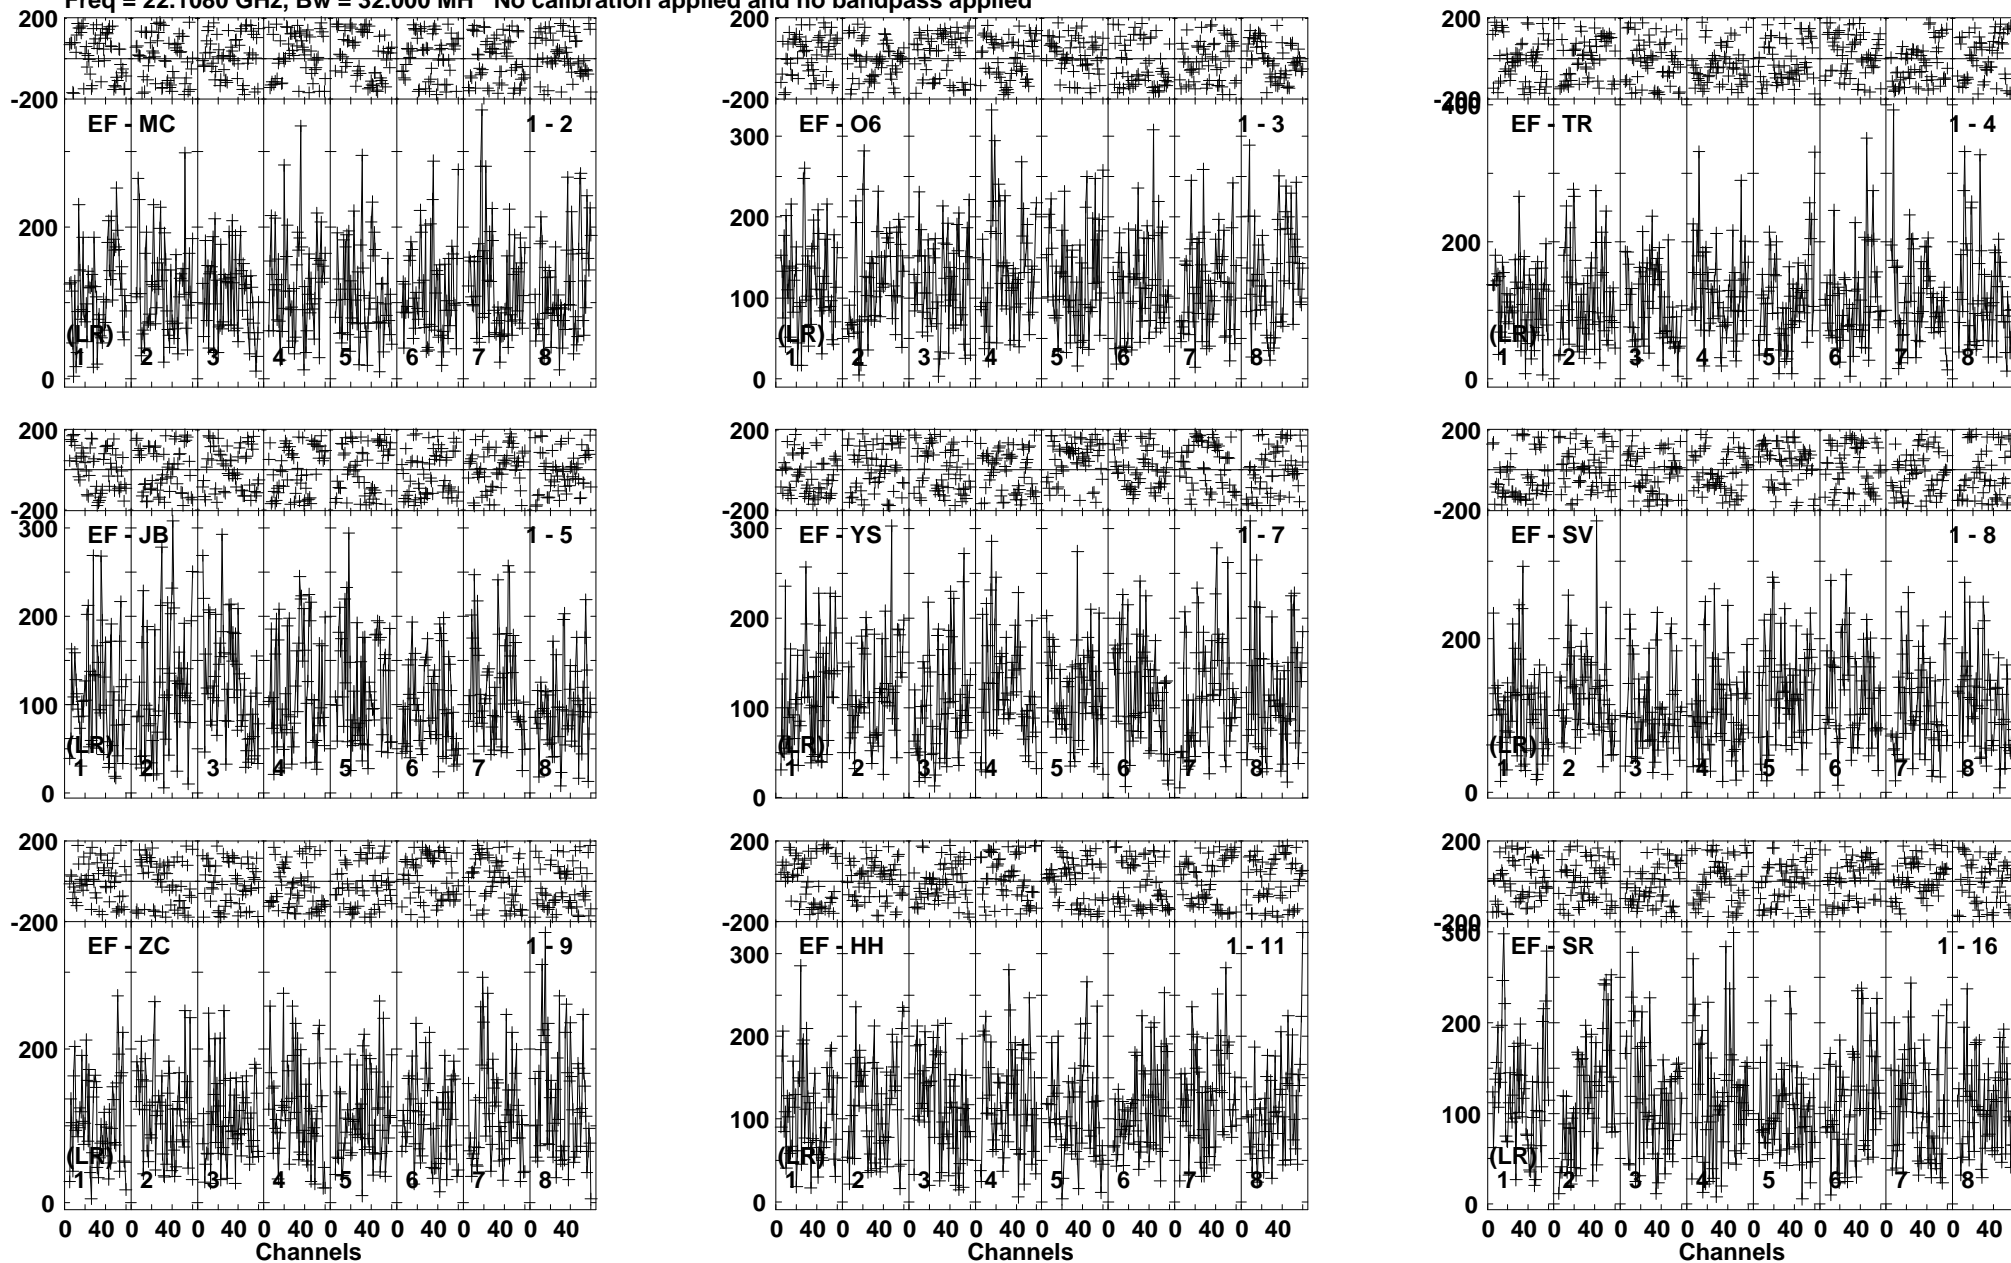 Freq = 22.1080 GHz, Bw = 32.000 MH No calibration applied and no bandpass applied
200 200 200
-200 -200 -200
EF - MC 1 - 2 EF - O6 1 - 3 400 EF - TR 1 - 4
300
200 200 200
100
(LR) (LR) (LR)
1 2 3 4 5 6 7 8 1 2 3 4 5 6 7 8 1 2 3 4 5 6 7 8
0 0 0
200 200 200
-200 -200 -200
300 EF - JB 1 - 5 300 EF - YS 1 - 7 EF - SV 1 - 8
200 200 200
100 100
(LR) (LR) (LR)
1 2 3 4 5 6 7 8 1 2 3 4 5 6 7 8 1 2 3 4 5 6 7 8
0 0 0
200 200 200
-200 -200 -200
EF - ZC 1 - 9 300 EF - HH 1 - 11 300 EF - SR 1 - 16
200 200 200
100 100
(LR) (LR) (LR)
1 2 3 4 5 6 7 8 1 2 3 4 5 6 7 8 1 2 3 4 5 6 7 8
0 0 0
0 40 0 40 0 40 0 40 0 40 0 40 0 40 0 40 0 40 0 40 0 40 0 40 0 40 0 40 0 40 0 40 0 40 0 40 0 40 0 40 0 40 0 40 0 40 0 40
Channels Channels Channels